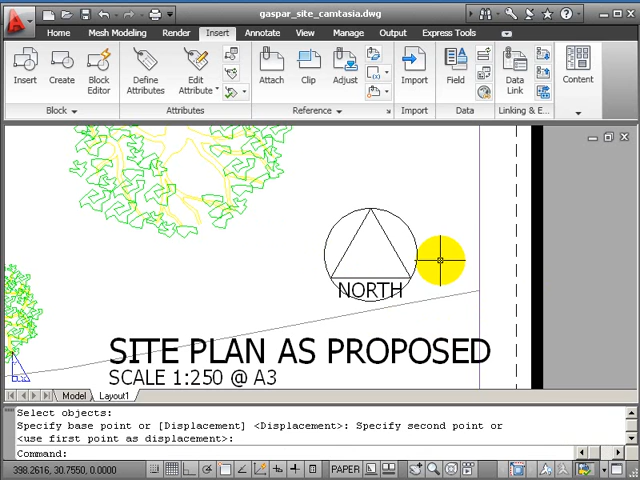 gaspar_site_camtasia.dwg
Home Mesh Modeling Render Insert Annotate View Manage Output Express Tools
Insert Create Block Editor Define Attributes Edit Attributes Attach Clip Adjust Import Field Data Link Content
Block Attributes Reference Import Data Linking & E...
NORTH
SITE PLAN AS PROPOSED
SCALE 1:250 @ A3
Model Layout1
Select objects:
Specify base point or [Displacement] <Displacement>: Specify second point or
<use first point as displacement>:
Command:
398.2616, 30.7550, 0.0000 PAPER